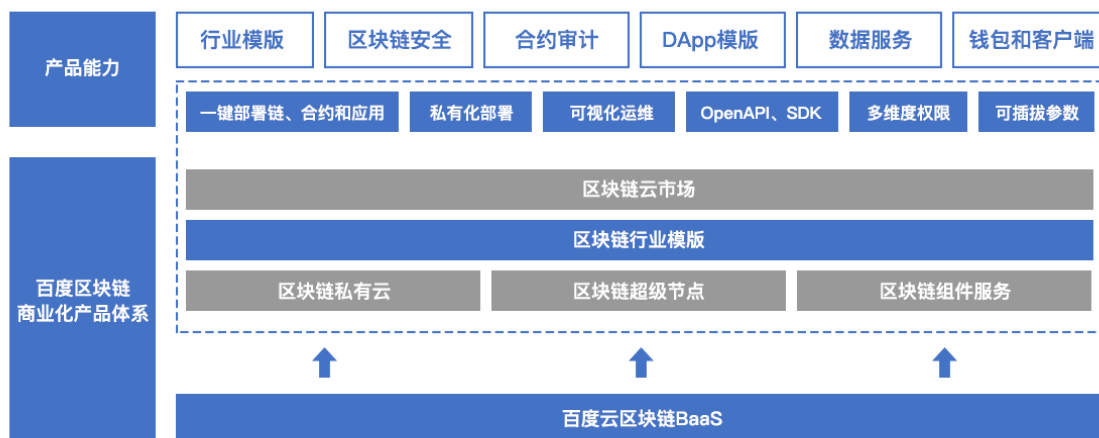 产品能力
行业模版
区块链安全
合约审计
DApp模版
数据服务
钱包和客户端
一键部署链、合约和应用
私有化部署
可视化运维
OpenAPI、SDK
多维度权限
可插拔参数
百度区块链
商业化产品体系
区块链云市场
区块链行业模版
区块链私有云
区块链超级节点
区块链组件服务
百度云区块链BaaS